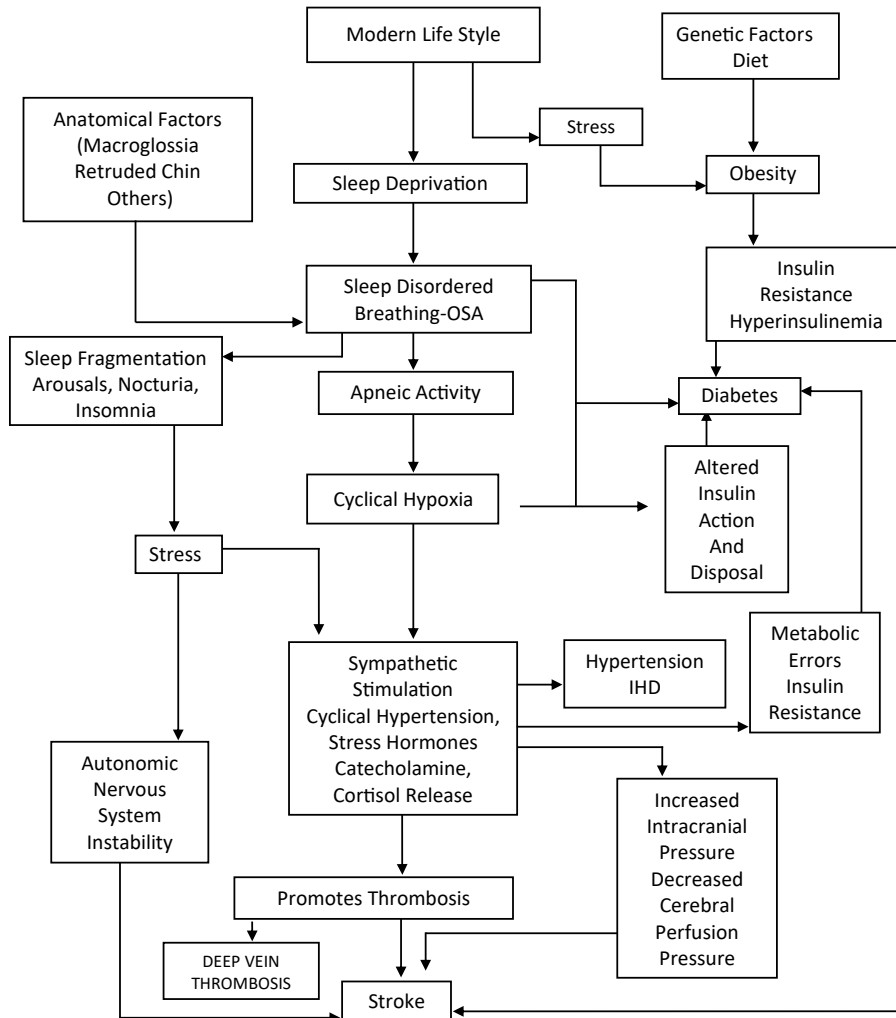 Modern Life Style
Genetic Factors
Diet
Anatomical Factors
(Macroglossia
Retruded Chin
Others)
Stress
Sleep Deprivation
Obesity
Sleep Disordered
Breathing-OSA
Insulin
Resistance
Hyperinsulinemia
Sleep Fragmentation
Arousals, Nocturia,
Insomnia
Apneic Activity
Diabetes
Cyclical Hypoxia
Altered
Insulin
Action
And
Disposal
Stress
Sympathetic
Stimulation
Cyclical Hypertension,
Stress Hormones
Catecholamine,
Cortisol Release
Hypertension
IHD
Metabolic
Errors
Insulin
Resistance
Autonomic
Nervous
System
Instability
Increased
Intracranial
Pressure
Decreased
Cerebral
Perfusion
Pressure
Promotes Thrombosis
DEEP VEIN
THROMBOSIS
Stroke